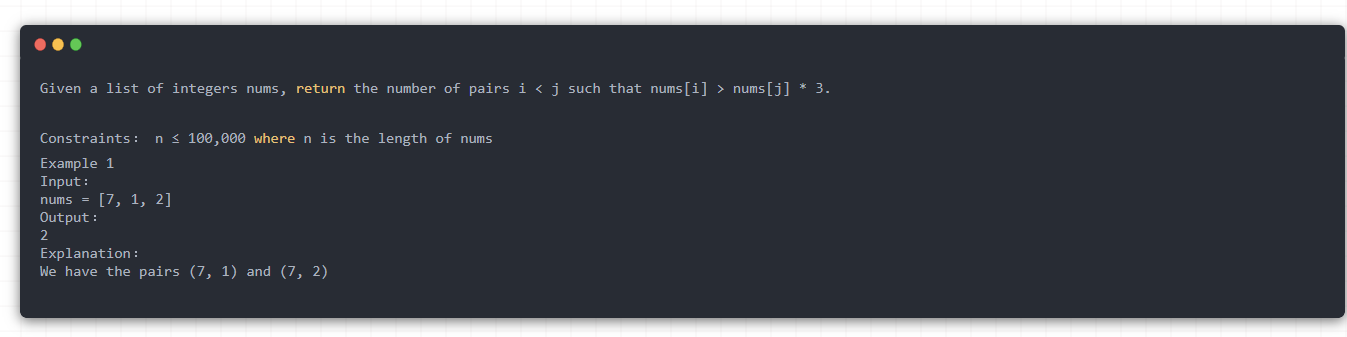 Given a list of integers nums, return the number of pairs i < j such that nums[i] > nums[j] * 3.
Constraints: n ≤ 100,000 where n is the length of nums
Example 1
Input:
nums = [7, 1, 2]
Output:
2
Explanation:
We have the pairs (7, 1) and (7, 2)